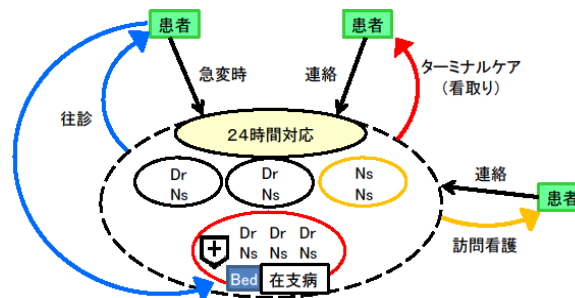 患者
患者
急変時
連絡
ターミナルケア
(看取り)
往診
24時間対応
Dr
Ns
Dr
Ns
Ns
Ns
連絡
患者
訪問看護
Dr Dr Dr
Ns Ns Ns
Bed 在支病